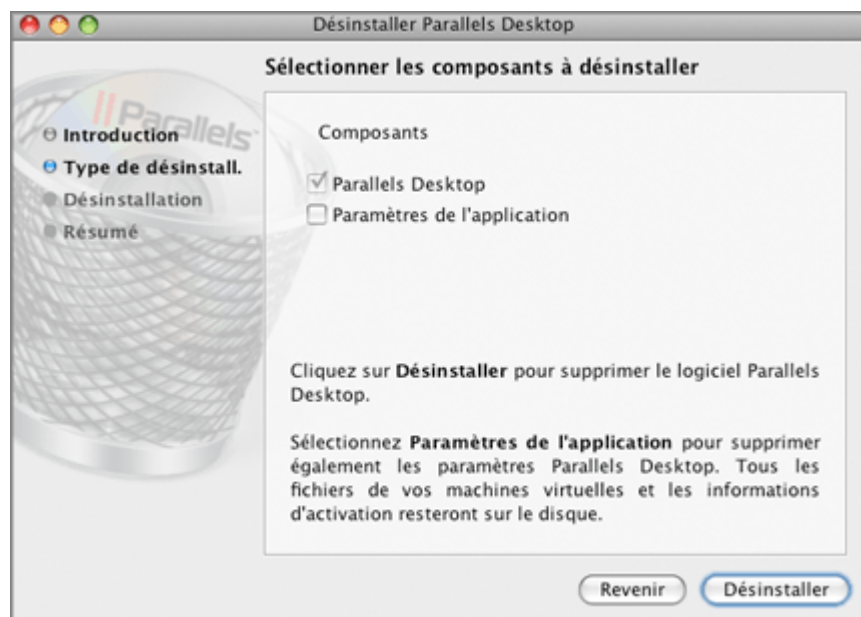 Désinstaller Parallels Desktop
Sélectionner les composants à désinstaller
Parallels
Introduction
Type de désinstall.
Désinstallation
Résumé
Composants
Parallels Desktop
Paramètres de l'application
Cliquez sur Désinstaller pour supprimer le logiciel Parallels
Desktop.
Sélectionnez Paramètres de l'application pour supprimer
également les paramètres Parallels Desktop. Tous les
fichiers de vos machines virtuelles et les informations
d'activation resteront sur le disque.
Revenir
Désinstaller